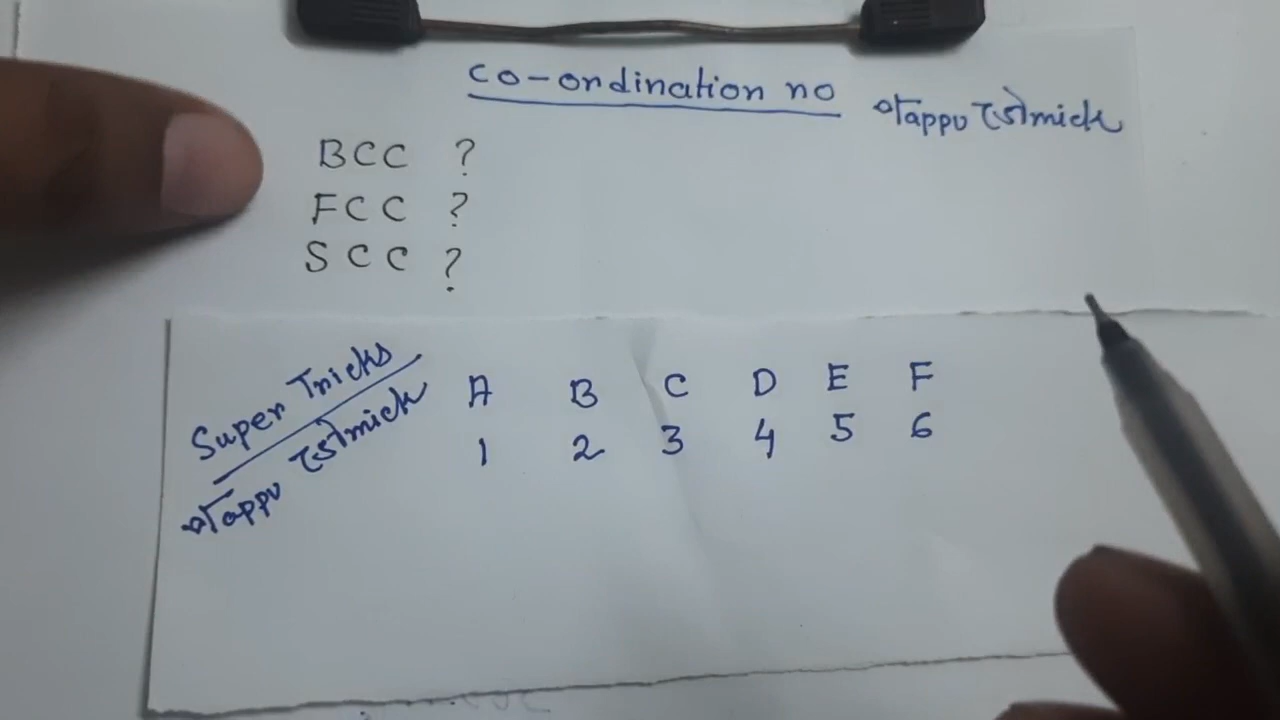 co-ordination no
BCC ?
FCC ?
SCC ?
Super Tricks
A B C D E F
1 2 3 4 5 6